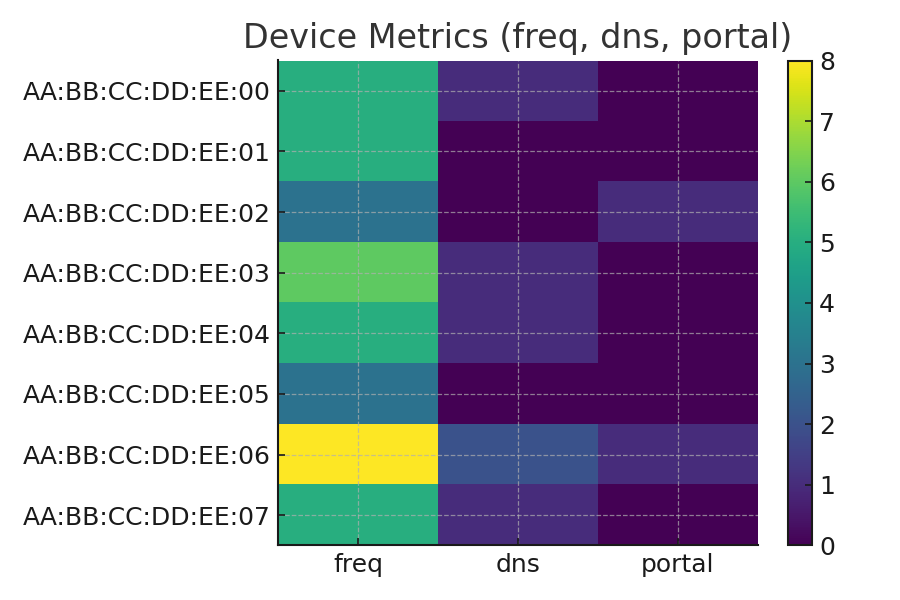 Device Metrics (freq, dns, portal)
AA:BB:CC:DD:EE:00
AA:BB:CC:DD:EE:01
AA:BB:CC:DD:EE:02
AA:BB:CC:DD:EE:03
AA:BB:CC:DD:EE:04
AA:BB:CC:DD:EE:05
AA:BB:CC:DD:EE:06
AA:BB:CC:DD:EE:07
freq dns portal
8
7
6
5
4
3
2
1
0